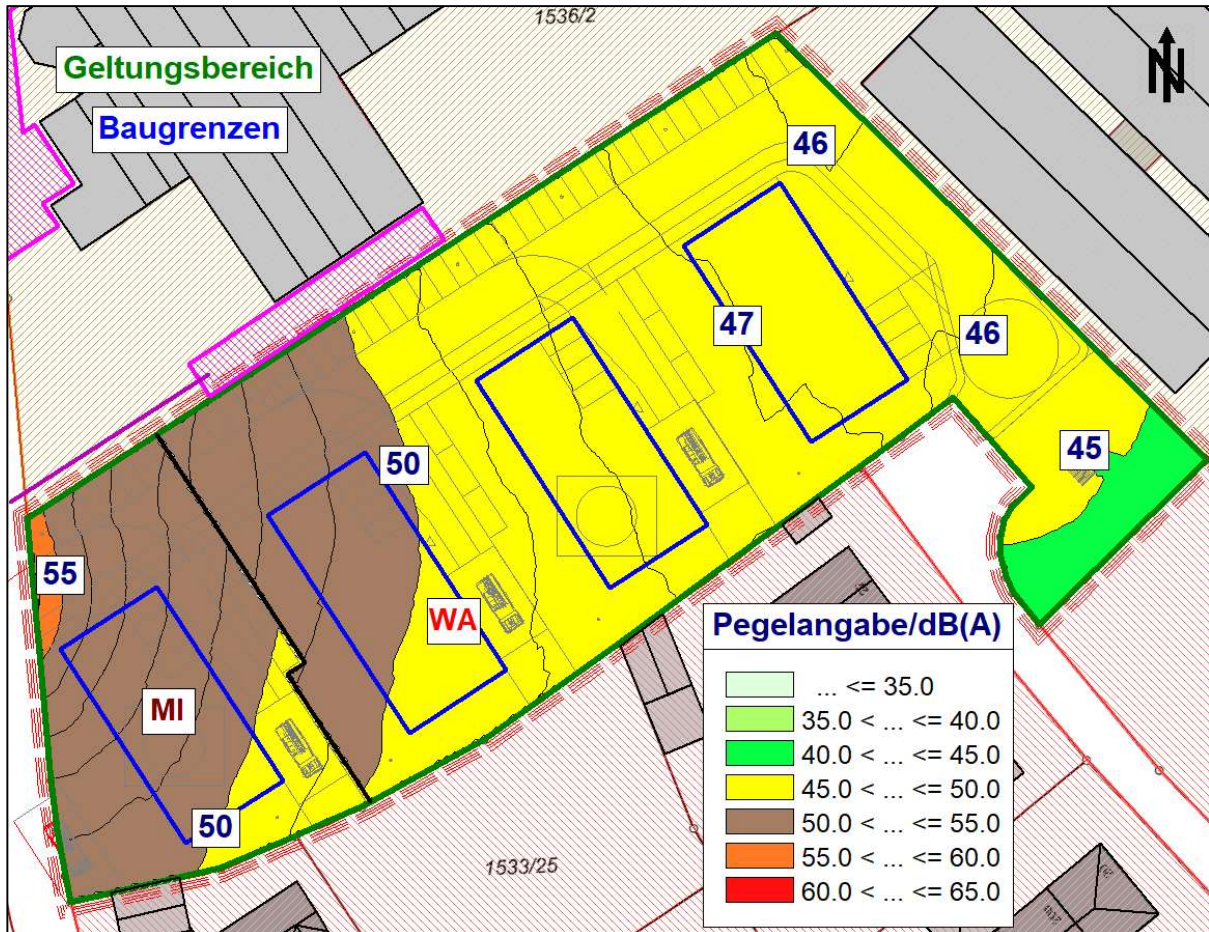 1536/2
Geltungsbereich
Baugrenzen
N
46
47
46
50
45
55
WA
MI
50
1533/25
Pegelangabe/dB(A)
... <= 35.0
35.0 < ... <= 40.0
40.0 < ... <= 45.0
45.0 < ... <= 50.0
50.0 < ... <= 55.0
55.0 < ... <= 60.0
60.0 < ... <= 65.0